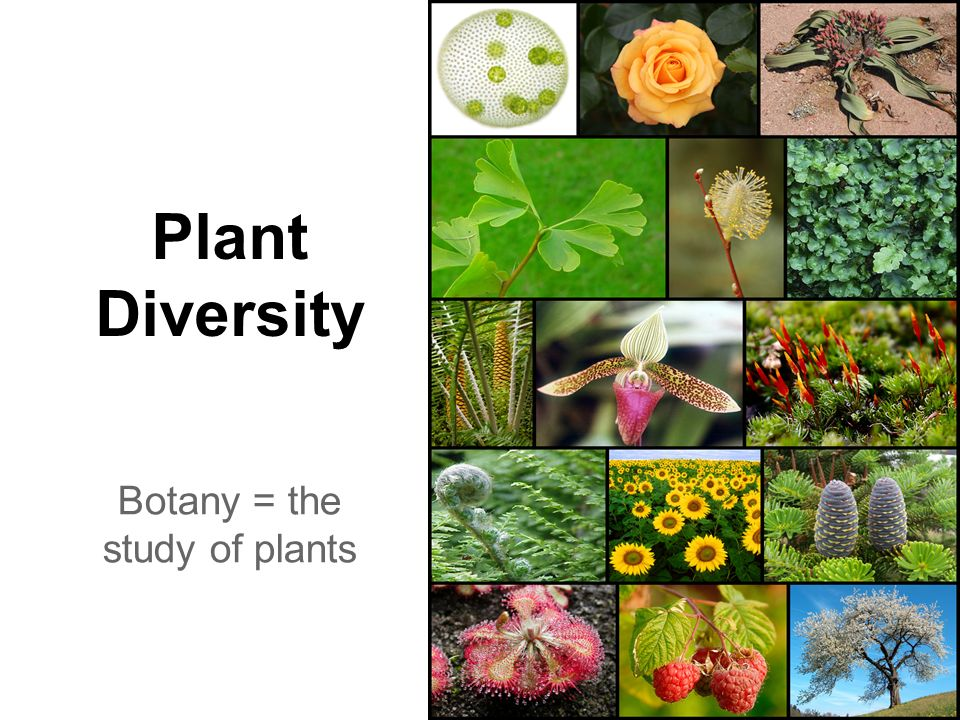 Plant
Diversity
Botany = the
study of plants